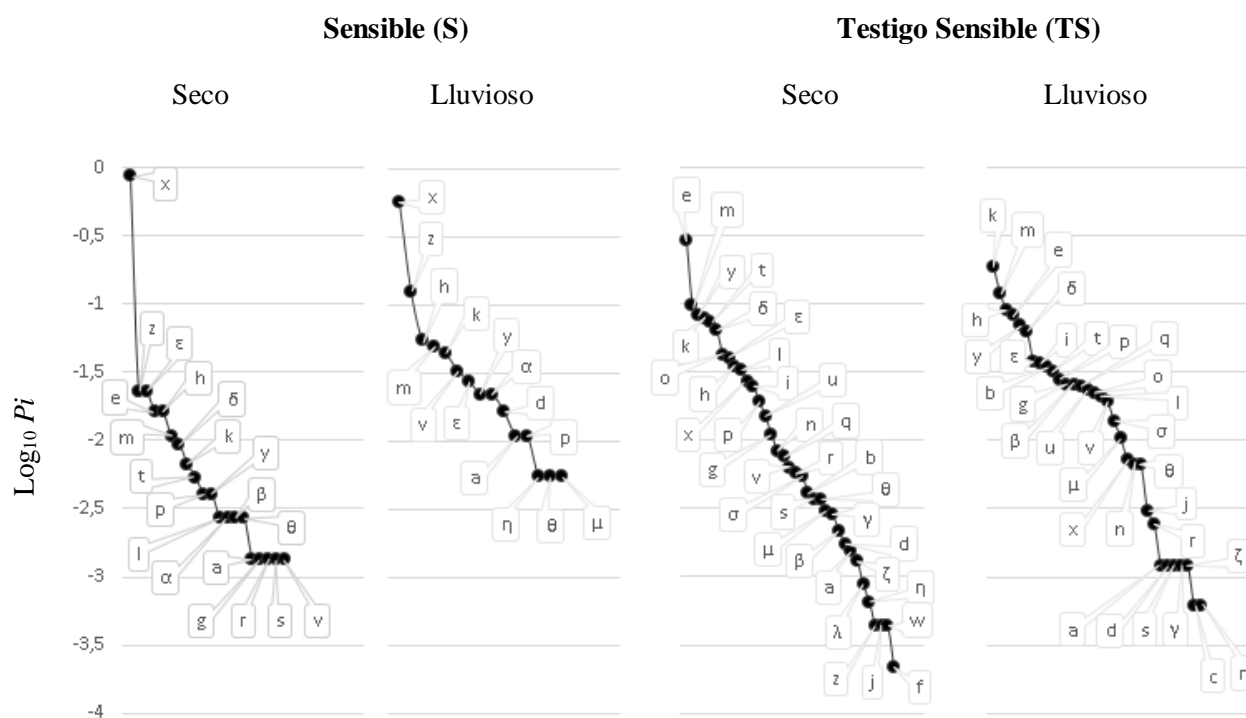 Sensible (S) Testigo Sensible (TS)
Seco Lluvioso Seco Lluvioso
Log10 Pi
0
-0,5
-1
-1,5
-2
-2,5
-3
-3,5
-4
x
z
ε
h
e
δ
m
k
t
y
p
β
l
θ
α
a
g r s v
x
z
h
k
y
m
α
v ε
d
p
a
η θ μ
e
m
y t
δ
ε
k
o
l
h
i
u
x
p
n q
g
v
r b
σ
s
θ
γ
μ
β
d
a
ζ
η
λ
w
z j f
k
m
e
δ
h
y ε
i t p q
b
g
o
l
β u v
σ
μ
θ
x n
j
r
ζ
a d s γ
c